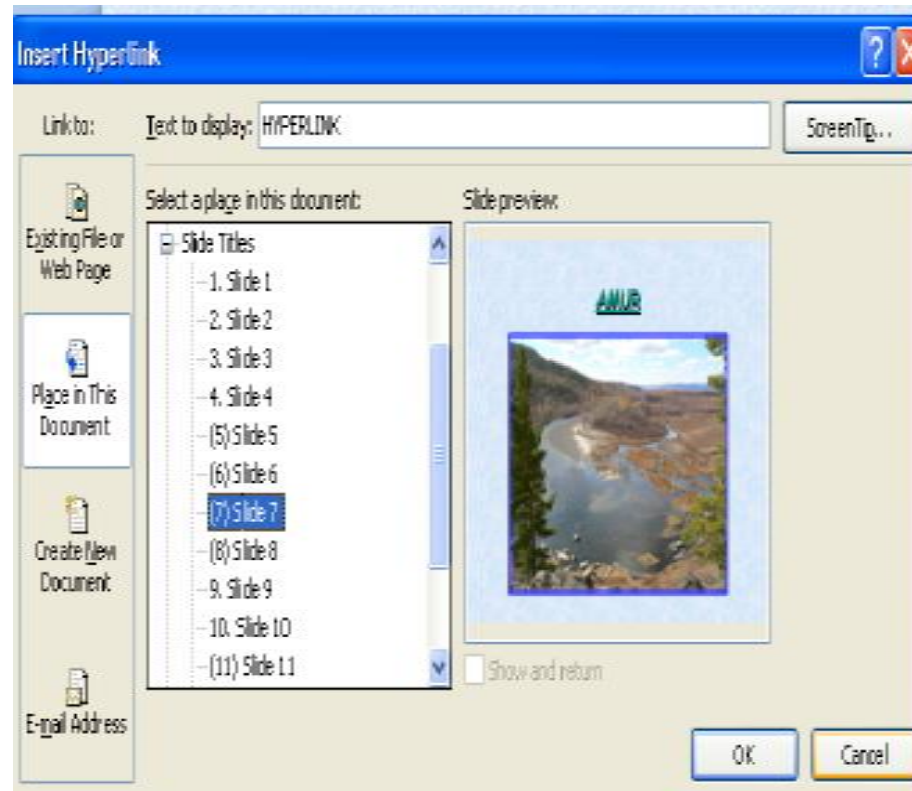 Insert Hyperlink
Link to:
Text to display: HYPERLINK
ScreenTip...
Existing File or
Web Page
Place in This
Document
Create New
Document
E-mail Address
Select a place in this document:
Slide Titles
1. Slide 1
2. Slide 2
3. Slide 3
4. Slide 4
(5) Slide 5
(6) Slide 6
(7) Slide 7
(8) Slide 8
9. Slide 9
10. Slide 10
(11) Slide 11
Slide preview:
AMUR
Show and return
OK
Cancel